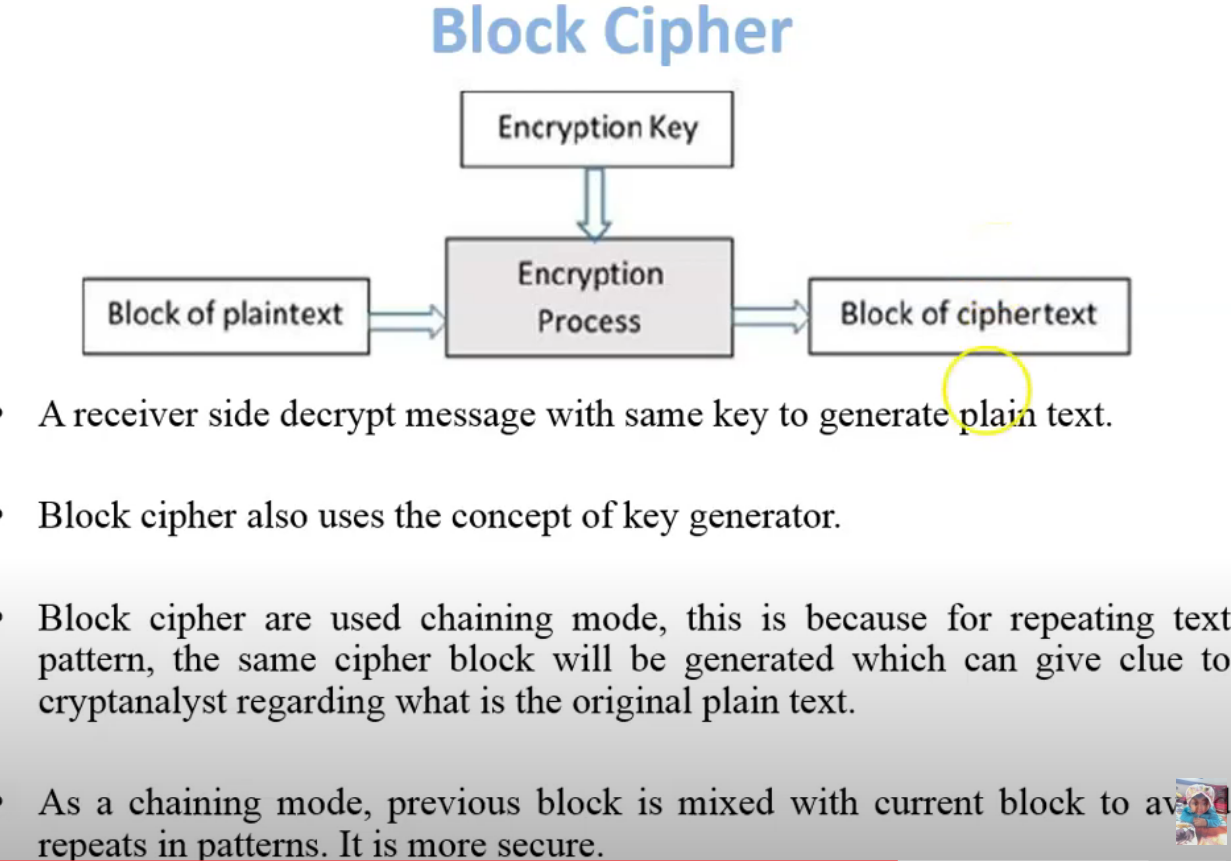 Block Cipher
Encryption Key
Encryption
Process
Block of plaintext
Block of ciphertext
• A receiver side decrypt message with same key to generate plain text.
• Block cipher also uses the concept of key generator.
• Block cipher are used chaining mode, this is because for repeating text
pattern, the same cipher block will be generated which can give clue to
cryptanalyst regarding what is the original plain text.
• As a chaining mode, previous block is mixed with current block to
repeats in patterns. It is more secure.